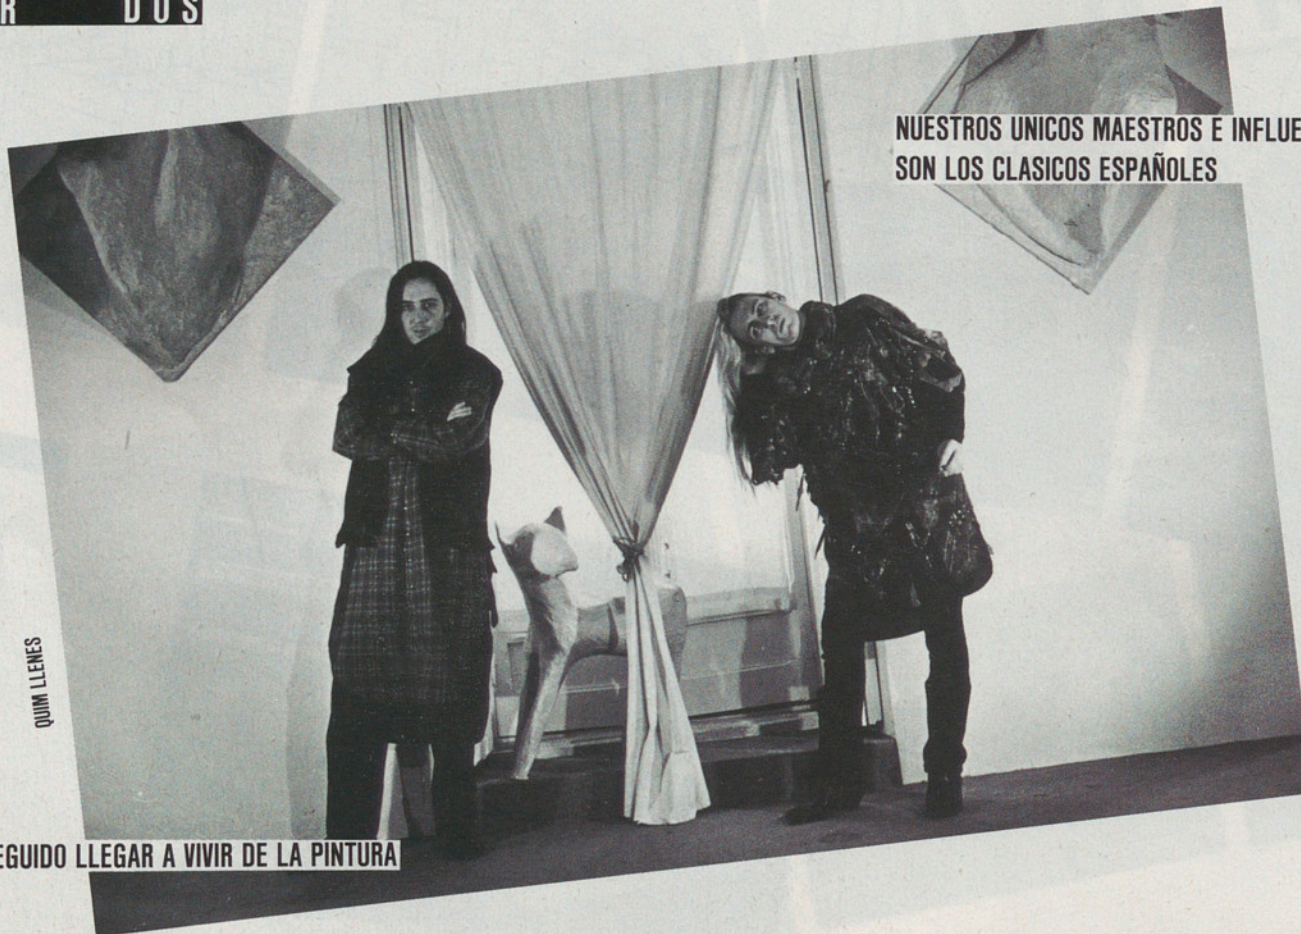 R DOS
NUESTROS UNICOS MAESTROS E INFLUE
SON LOS CLASICOS ESPAÑOLES
QUIM LLENES
EGUIDO LLEGAR A VIVIR DE LA PINTURA